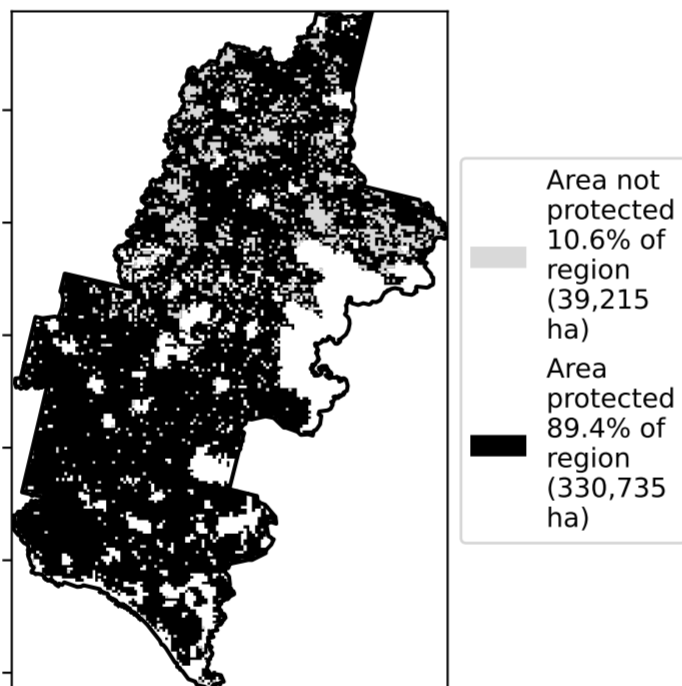 Area not
protected
10.6% of
region
(39,215
ha)
Area
protected
89.4% of
region
(330,735
ha)